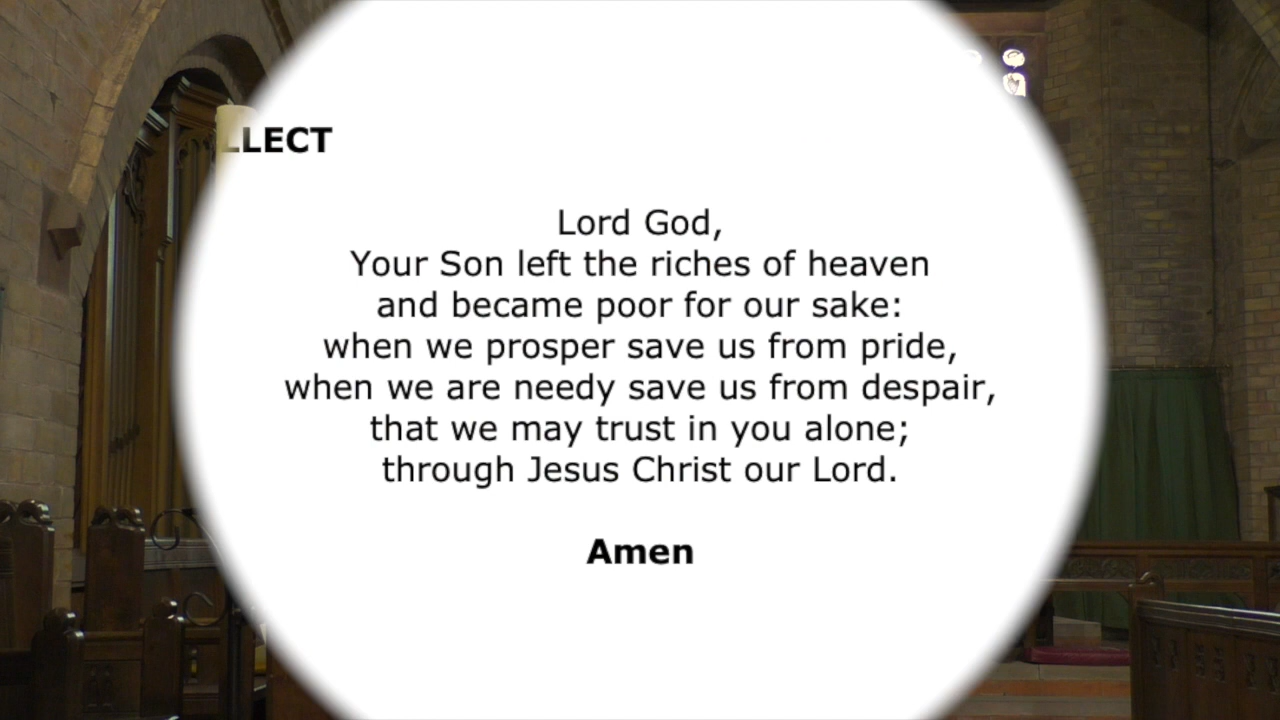 LLECT
Lord God,
Your Son left the riches of heaven
and became poor for our sake:
when we prosper save us from pride,
when we are needy save us from despair,
that we may trust in you alone;
through Jesus Christ our Lord.
Amen